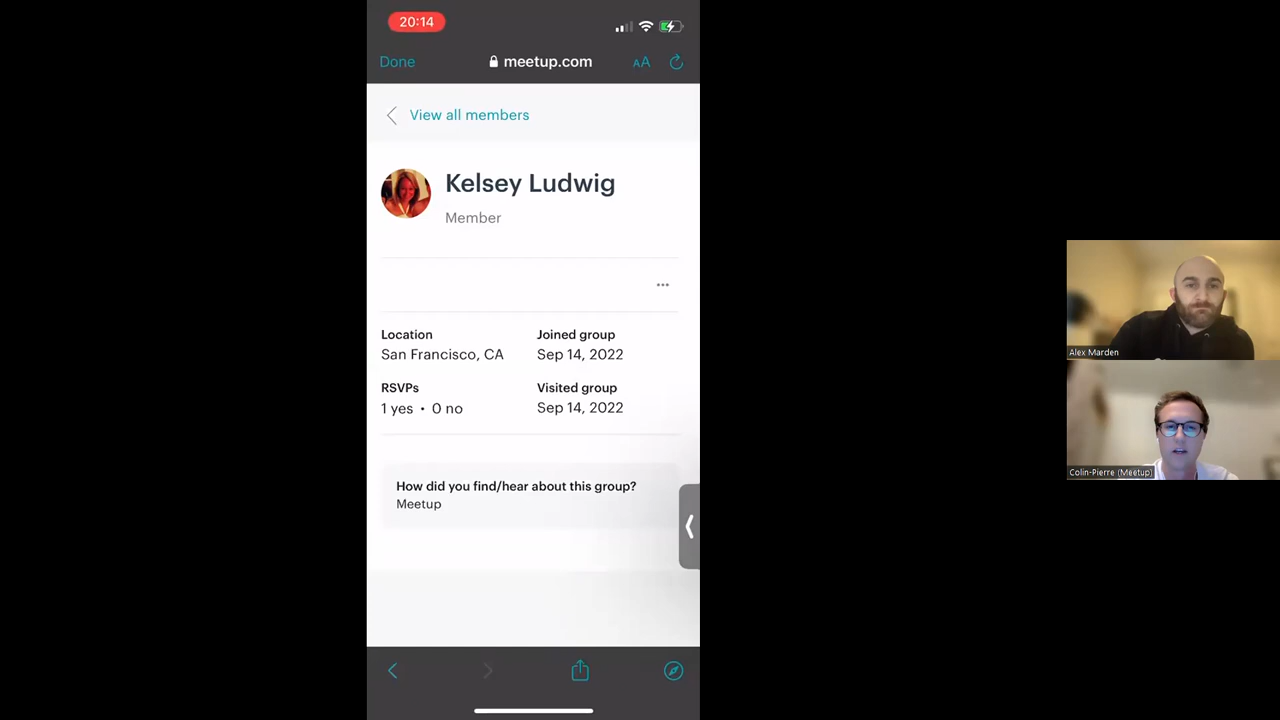 20:14
Done
meetup.com
AA
View all members
Kelsey Ludwig
Member
Location
Joined group
San Francisco, CA
Sep 14, 2022
RSVPs
Visited group
1 yes • 0 no
Sep 14, 2022
How did you find/hear about this group?
Meetup
Alex Marden
Colin-Pierre (Meetup)